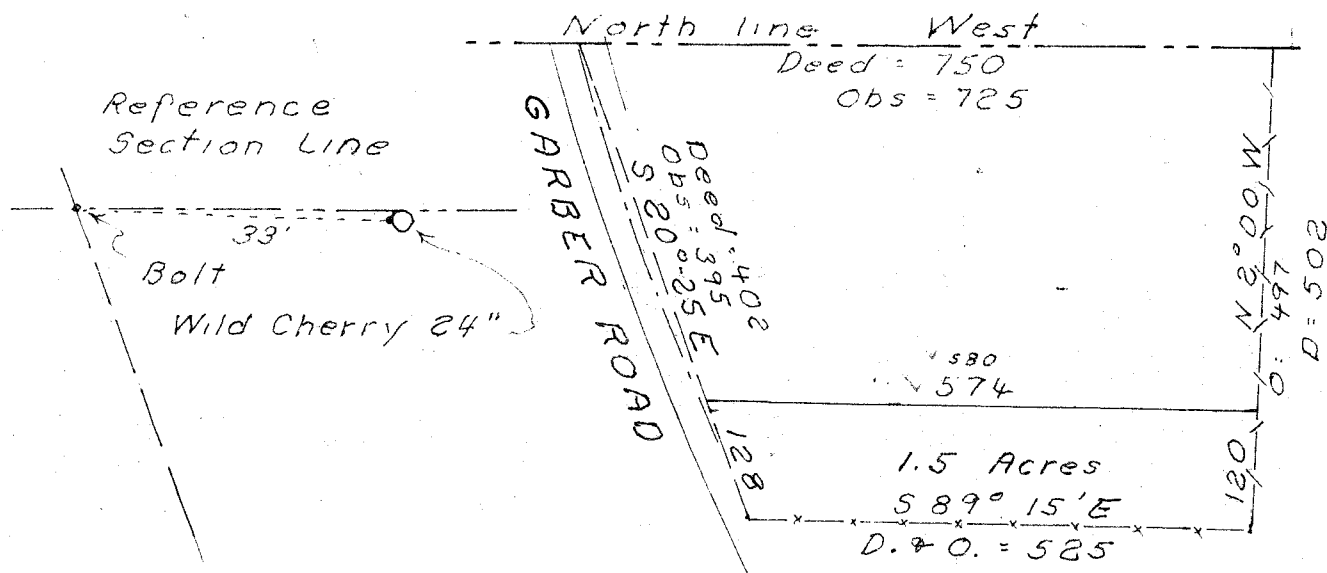 North line West
Deed = 750
Obs = 725
Reference
Section Line
33'
Bolt
Wild Cherry 24"
GARBER ROAD
Deed = 402
Obs = 395
S 20°-25 E
N 2° 00' W
O = 497
D = 502
580
574
128
120
1.5 Acres
S 89° 15' E
D. & O. = 525